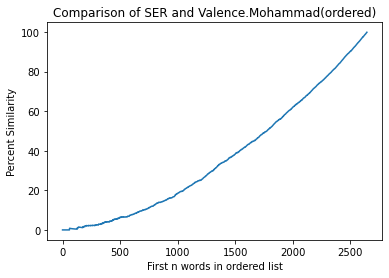 Comparison of SER and Valence.Mohammad(ordered)
100
80
60
40
20
0
Percent Similarity
0 500 1000 1500 2000 2500
First n words in ordered list